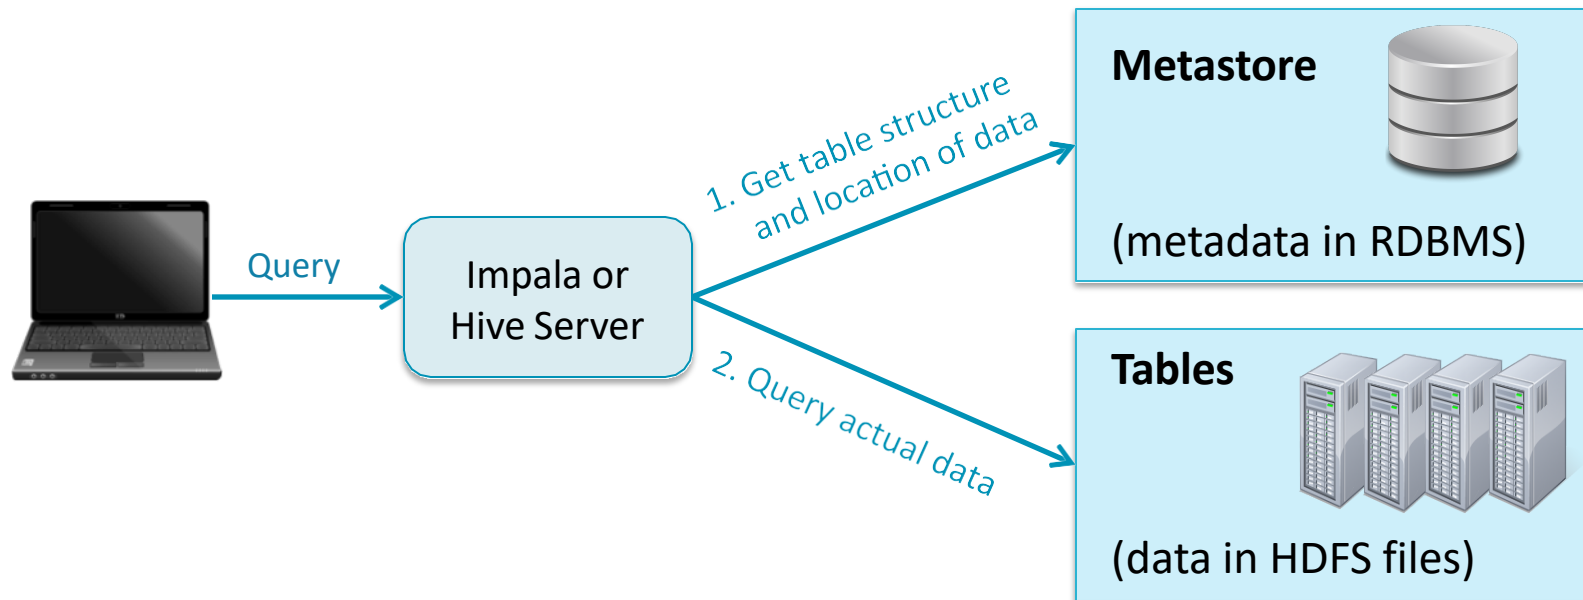 Query
Impala or
Hive Server
1. Get table structure
and location of data
2. Query actual data
Metastore
(metadata in RDBMS)
Tables
(data in HDFS files)